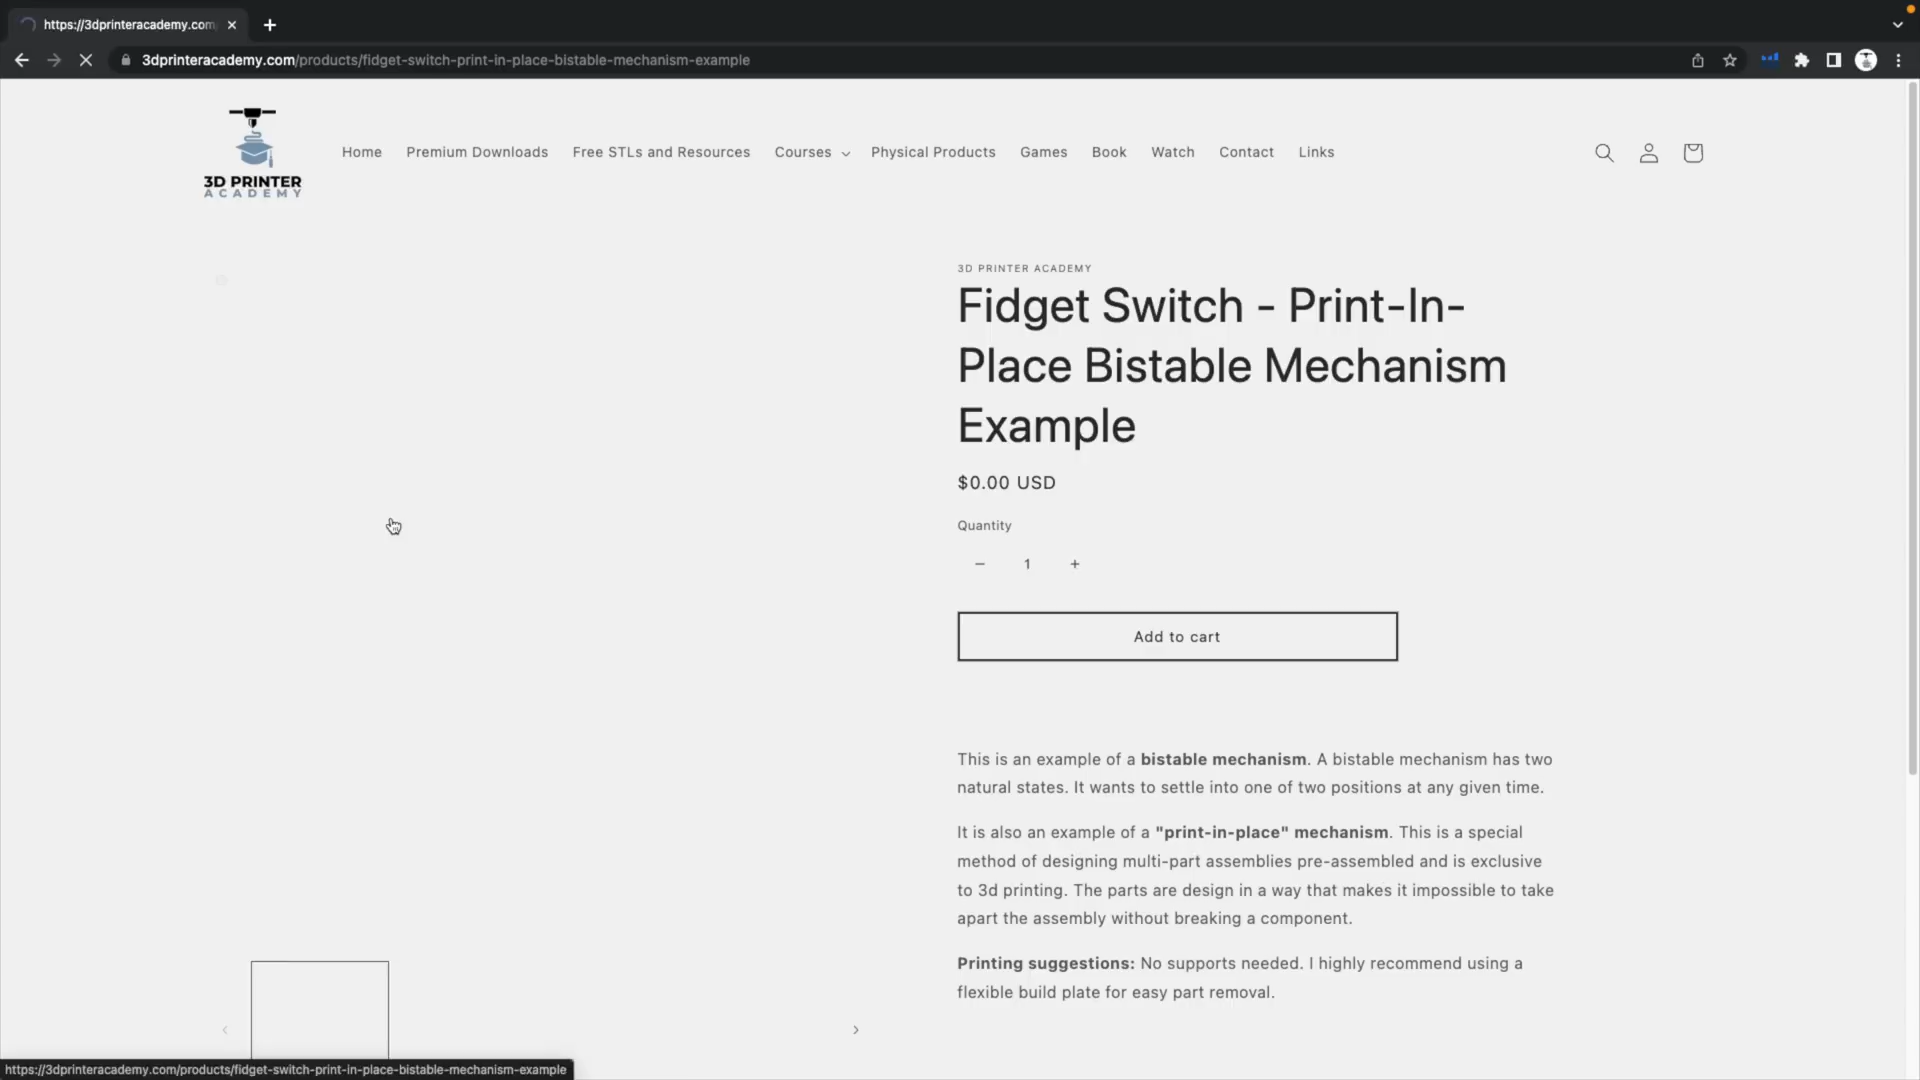 https://3dprinteracademy.com
3dprinteracademy.com/products/fidget-switch-print-in-place-bistable-mechanism-example
3D PRINTER
ACADEMY
Home Premium Downloads Free STLs and Resources Courses Physical Products Games Book Watch Contact Links
3D PRINTER ACADEMY
Fidget Switch - Print-In-
Place Bistable Mechanism
Example
$0.00 USD
Quantity
− 1 +
Add to cart
This is an example of a bistable mechanism. A bistable mechanism has two
natural states. It wants to settle into one of two positions at any given time.
It is also an example of a "print-in-place" mechanism. This is a special
method of designing multi-part assemblies pre-assembled and is exclusive
to 3d printing. The parts are design in a way that makes it impossible to take
apart the assembly without breaking a component.
Printing suggestions: No supports needed. I highly recommend using a
flexible build plate for easy part removal.
https://3dprinteracademy.com/products/fidget-switch-print-in-place-bistable-mechanism-example